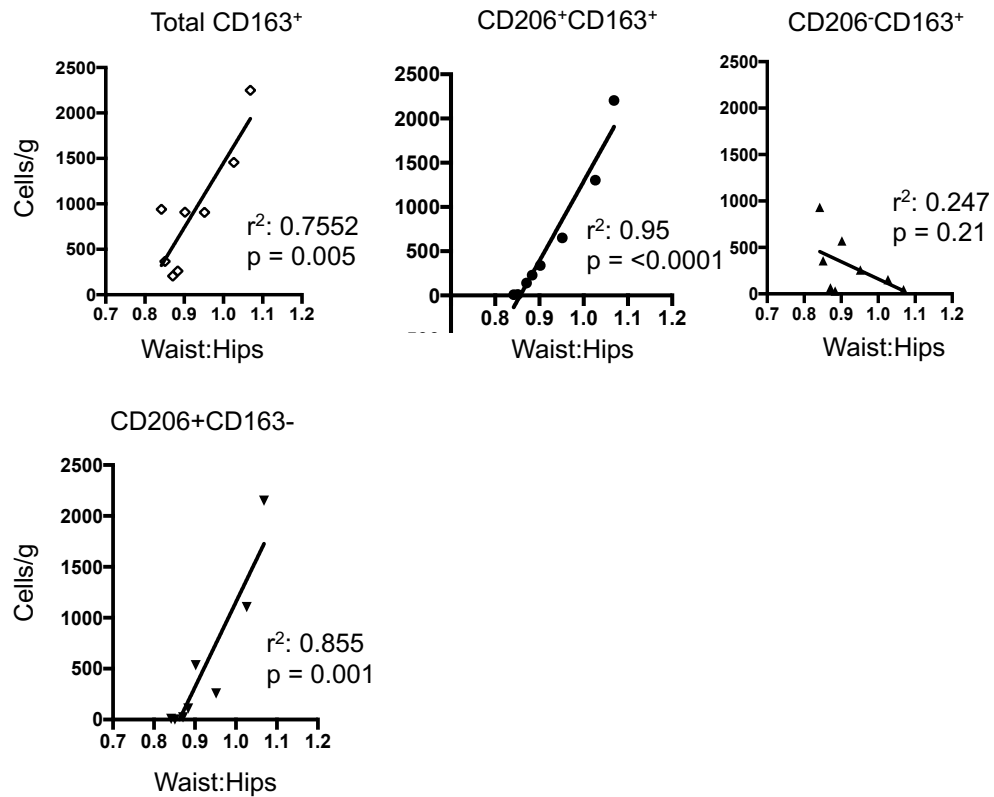 Total CD163⁺
CD206⁺CD163⁺
CD206⁻CD163⁺
2500
2000
1500
1000
500
0
Cells/g
0.7 0.8 0.9 1.0 1.1 1.2
Waist:Hips
r²: 0.7552
p = 0.005
2500
2000
1500
1000
500
0
0.8 0.9 1.0 1.1 1.2
Waist:Hips
r²: 0.95
p = <0.0001
2500
2000
1500
1000
500
0
0.7 0.8 0.9 1.0 1.1 1.2
Waist:Hips
r²: 0.247
p = 0.21
CD206+CD163-
2500
2000
1500
1000
500
0
Cells/g
0.7 0.8 0.9 1.0 1.1 1.2
Waist:Hips
r²: 0.855
p = 0.001